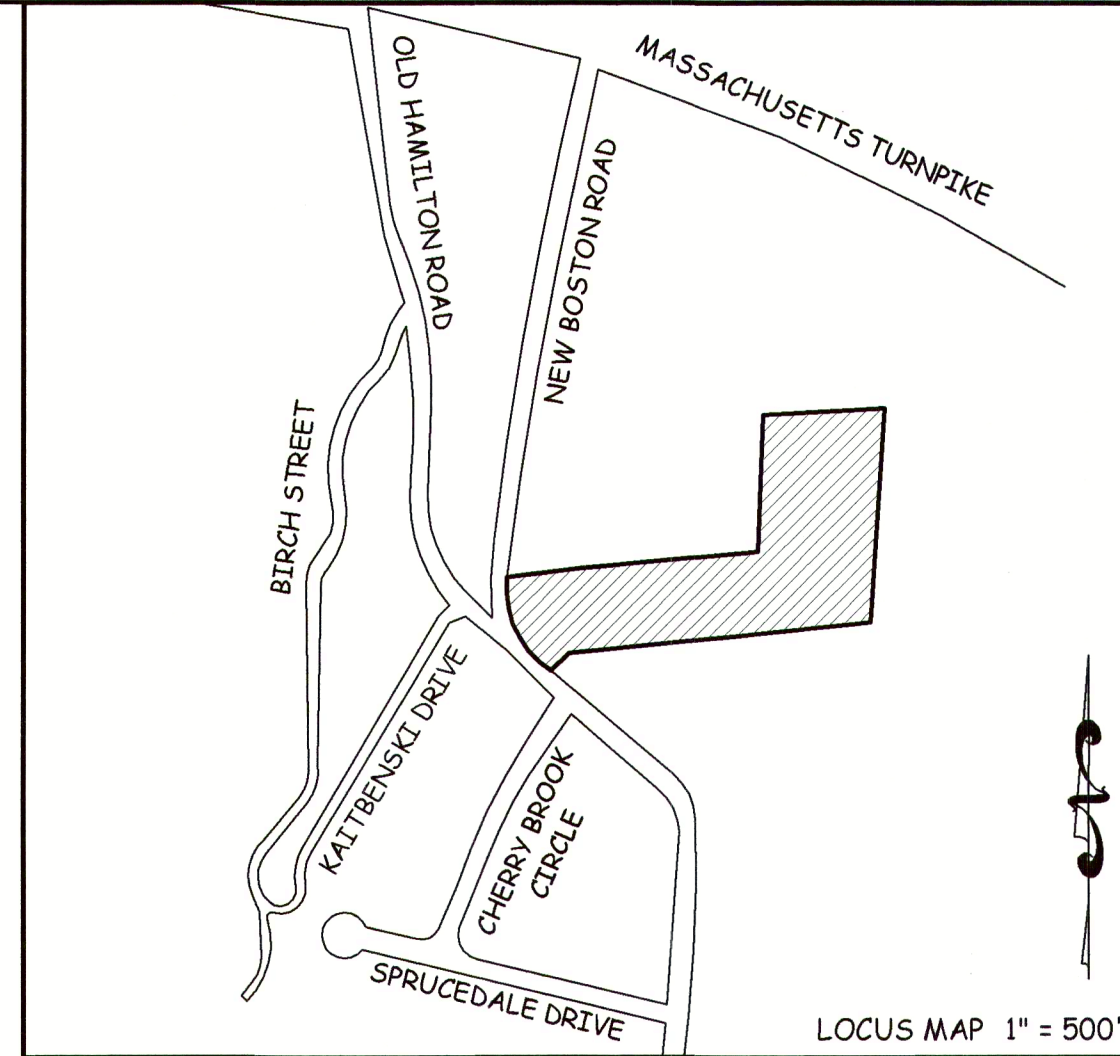 MASSACHUSETTS TURNPIKE
OLD HAMILTON ROAD
NEW BOSTON ROAD
BIRCH STREET
KAITBENSKI DRIVE
CHERRY BROOK
CIRCLE
SPRUCEDALE DRIVE
LOCUS MAP 1" = 500'